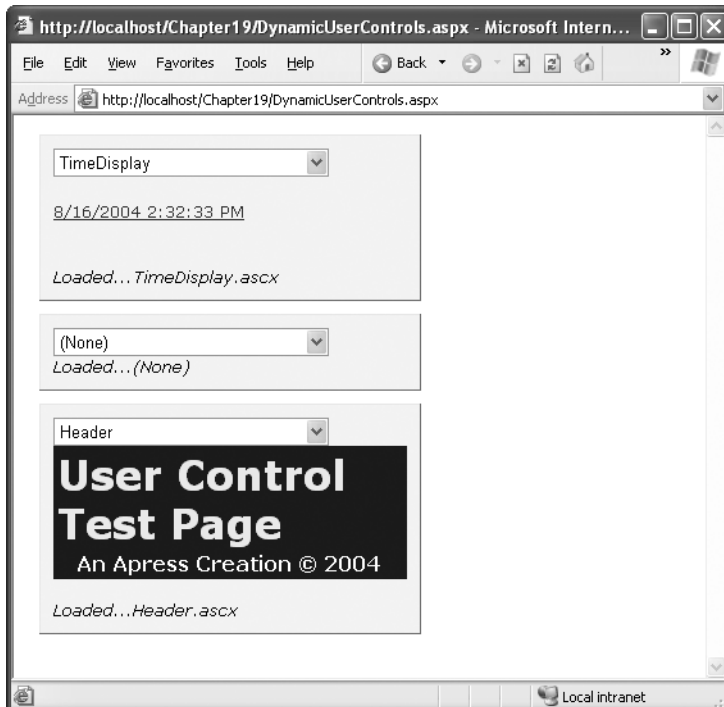 http://localhost/Chapter19/DynamicUserControls.aspx - Microsoft Intern...
File Edit View Favorites Tools Help Back »
Address http://localhost/Chapter19/DynamicUserControls.aspx
TimeDisplay
8/16/2004 2:32:33 PM
Loaded...TimeDisplay.ascx
(None)
Loaded...(None)
Header
User Control
Test Page
An Apress Creation © 2004
Loaded...Header.ascx
Local intranet